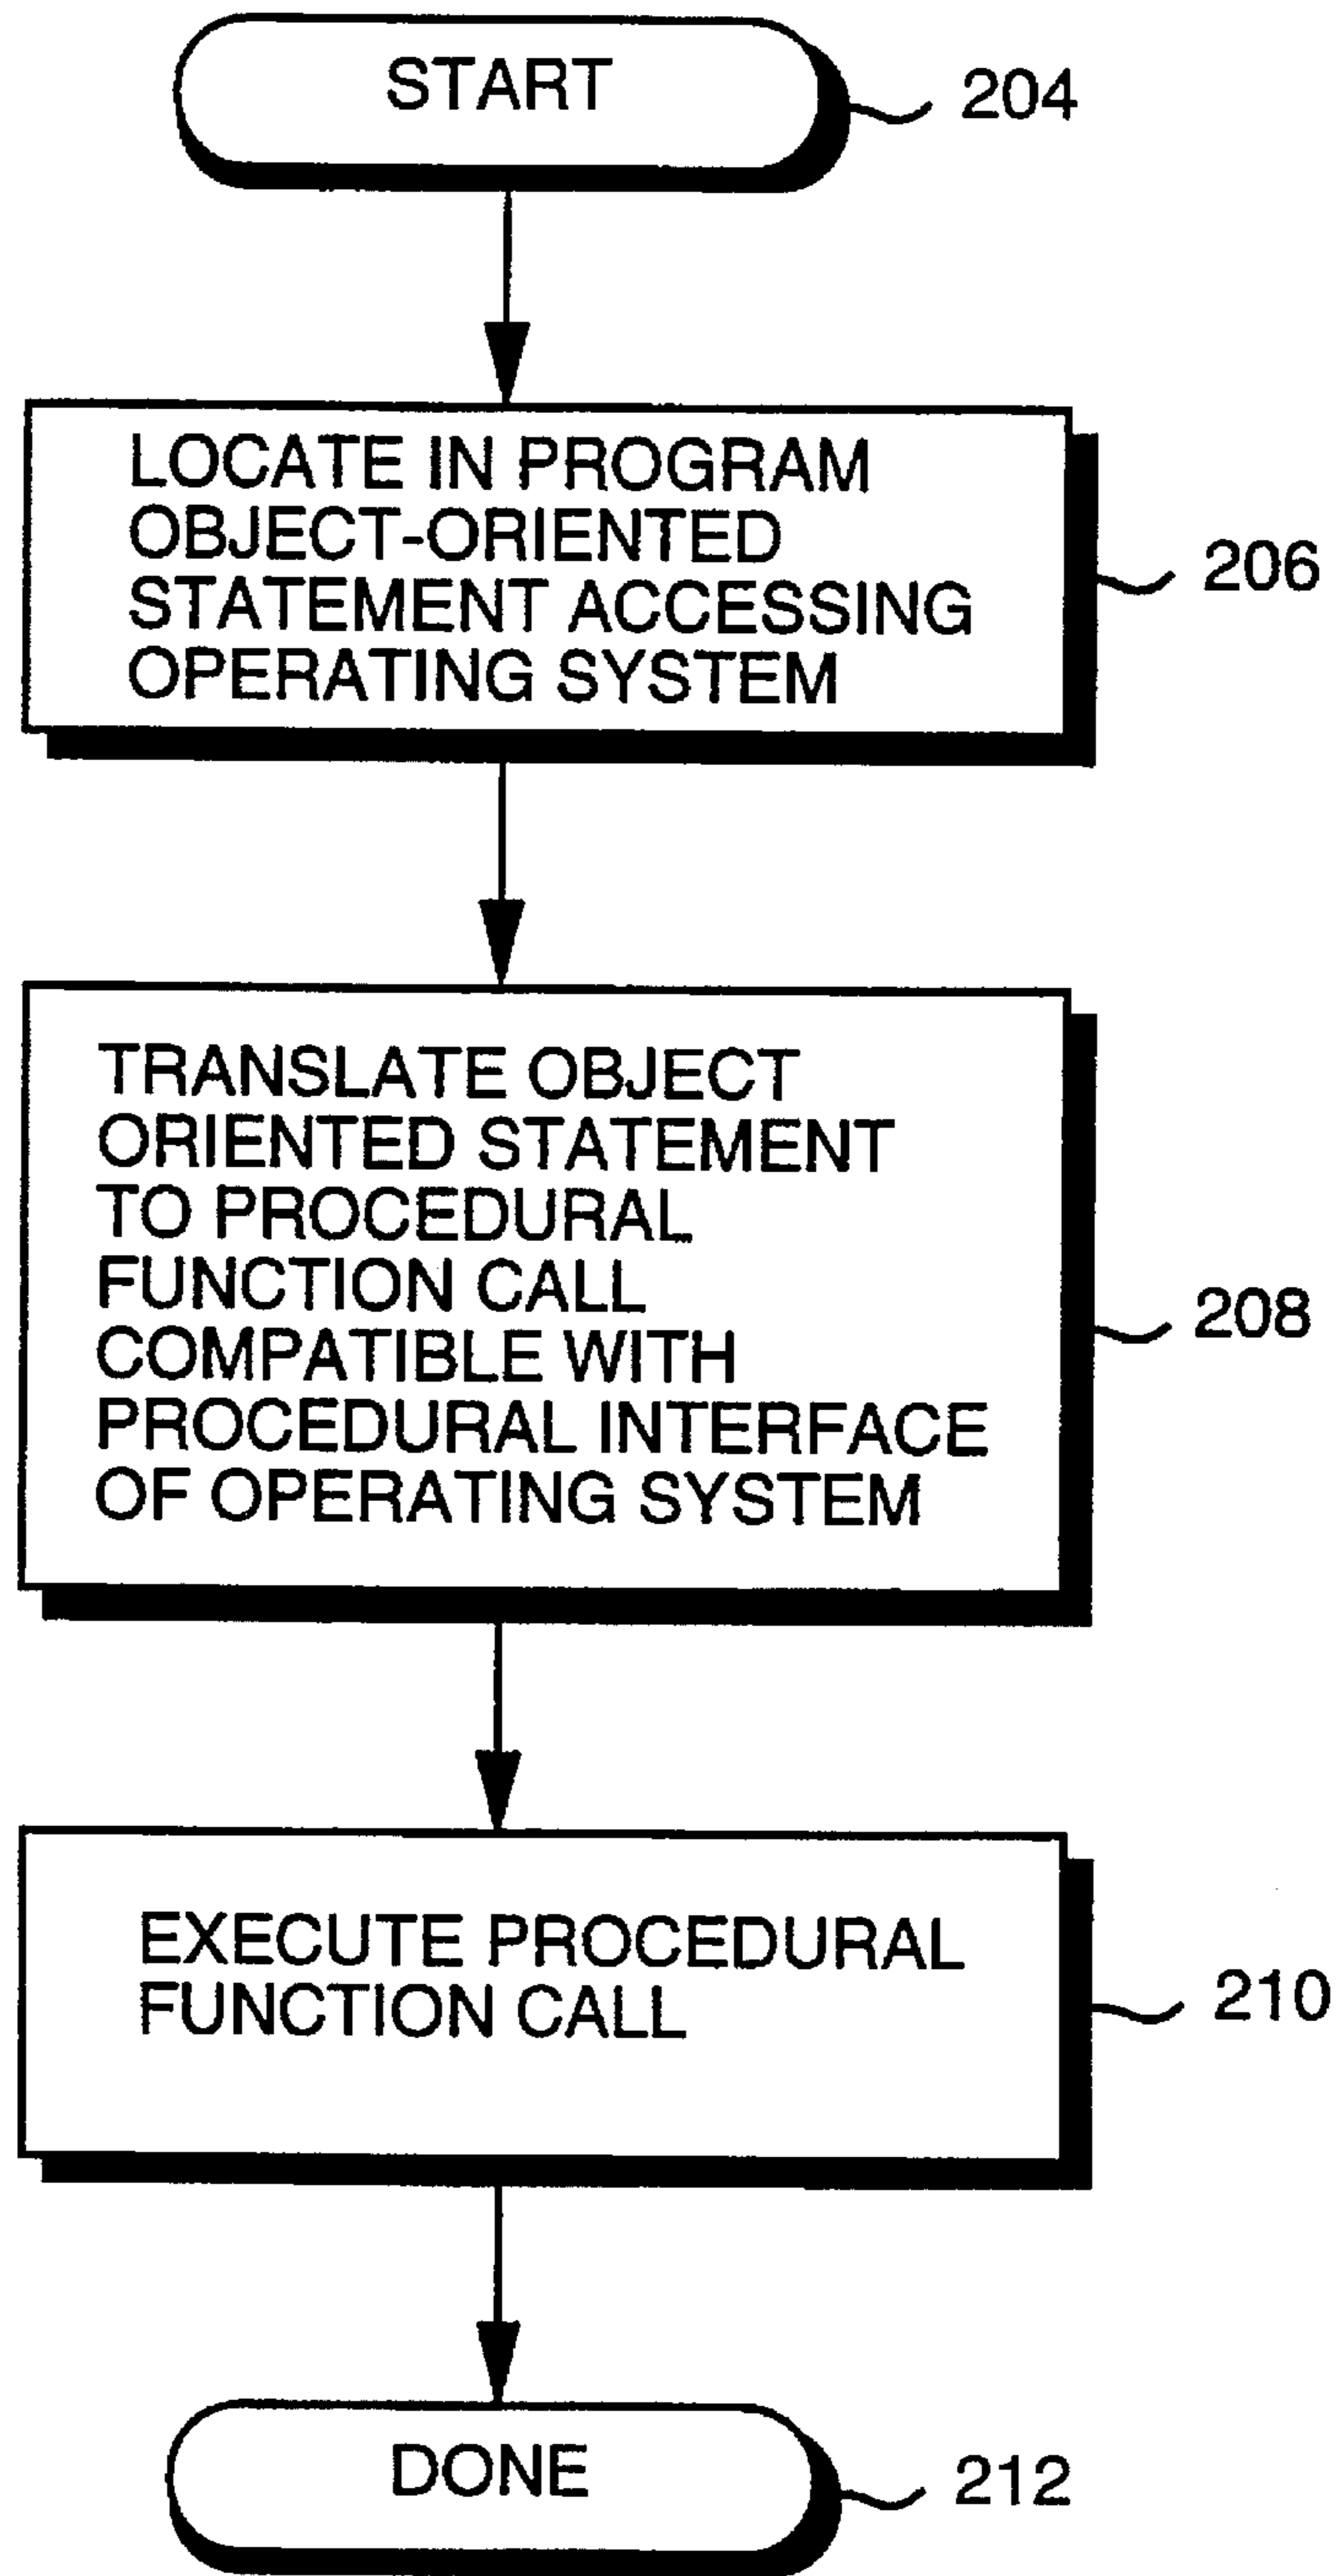 START
204
LOCATE IN PROGRAM
OBJECT-ORIENTED
STATEMENT ACCESSING
OPERATING SYSTEM
206
TRANSLATE OBJECT
ORIENTED STATEMENT
TO PROCEDURAL
FUNCTION CALL
COMPATIBLE WITH
PROCEDURAL INTERFACE
OF OPERATING SYSTEM
208
EXECUTE PROCEDURAL
FUNCTION CALL
210
DONE
212